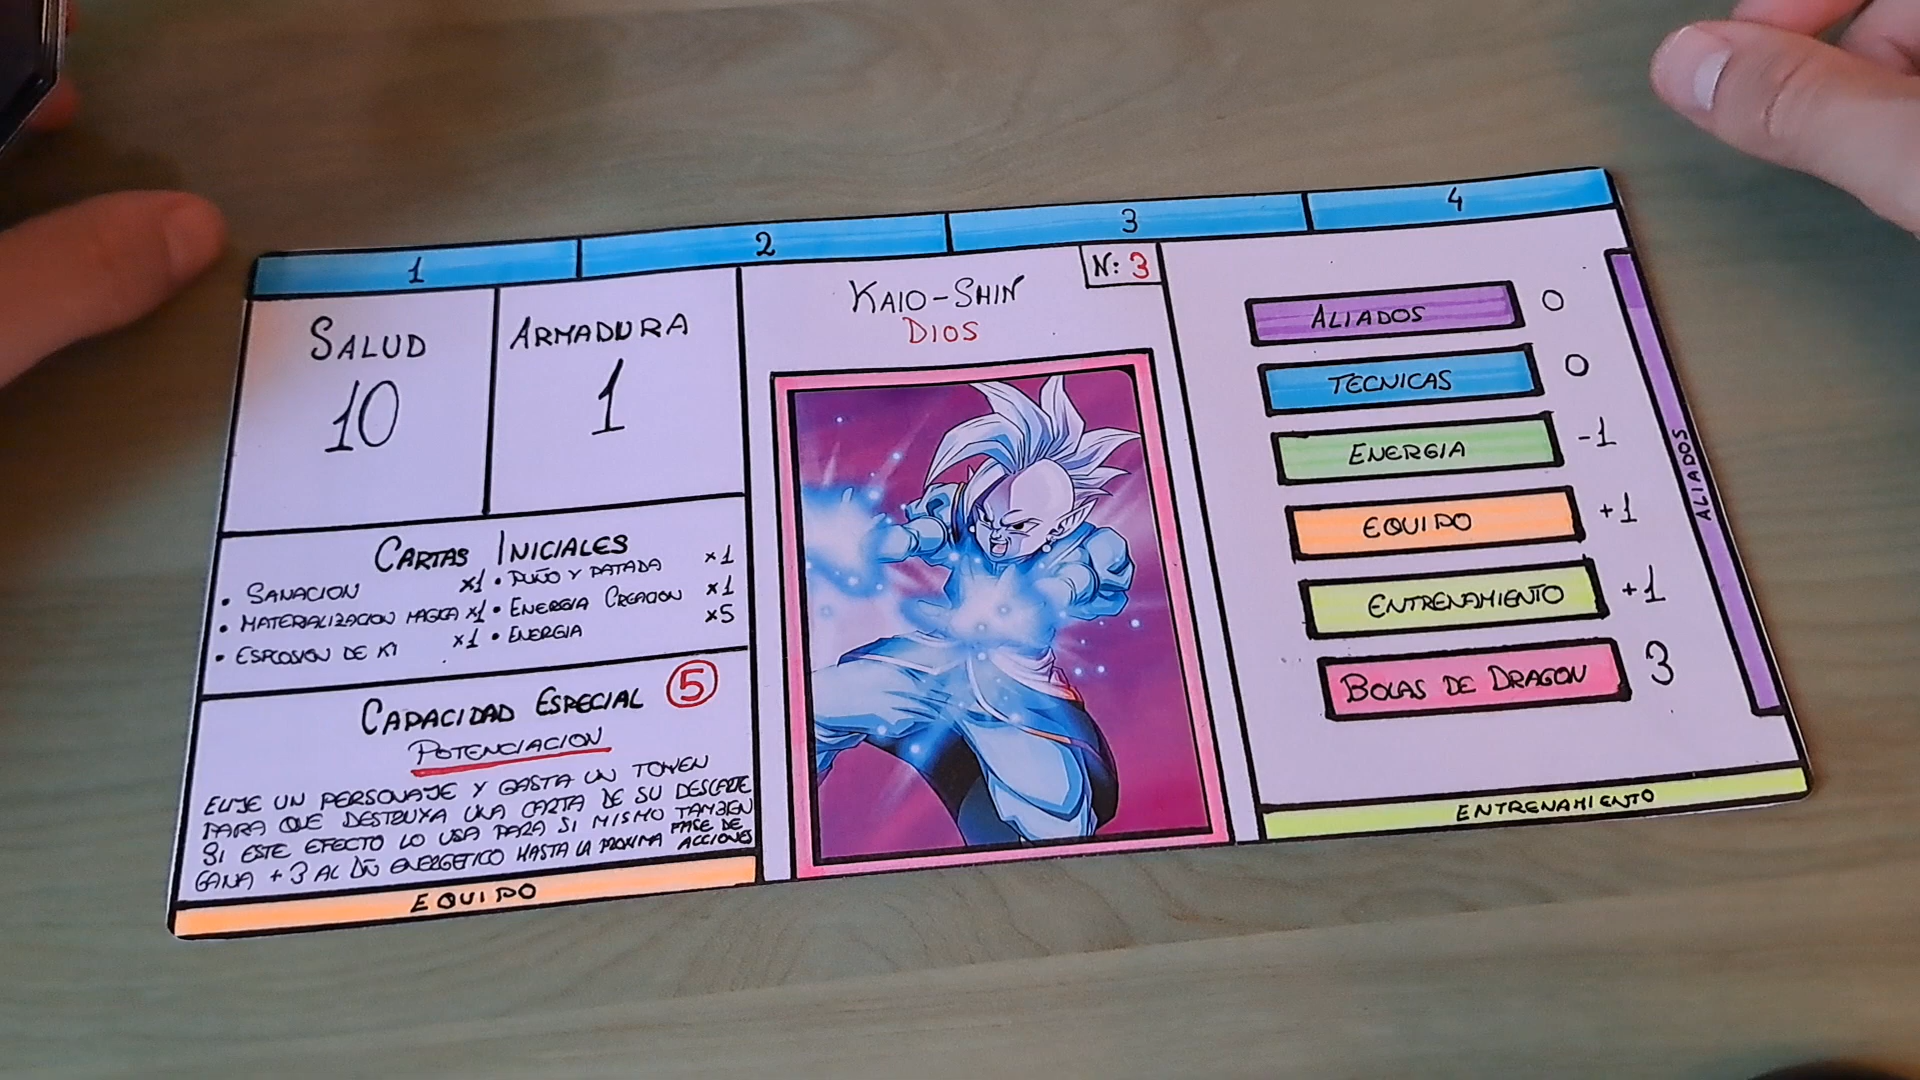 1 2 3 4
SALUD
10
ARMADURA
1
KAIO-SHIN
DIOS
N: 3
CARTAS INICIALES
• SANACION x1
• MATERIALIZACION MAGICA x1
• ESPLOSION DE KI x1
• PUÑO Y PATADA x1
• ENERGIA CREACION x1
• ENERGIA x5
CAPACIDAD ESPECIAL 5
POTENCIACION
ELIJE UN PERSONAJE Y GASTA UN TOKEN
PARA QUE DESTRUYA UNA CARTA DE SU DESCARTE
SI ESTE EFECTO LO USA PARA SI MISMO TAMBIEN
GANA +3 AL DÑ ENERGETICO HASTA LA PROXIMA FASE DE
ACCIONES
EQUIPO
ALIADOS 0
TECNICAS 0
ENERGIA -1
EQUIPO +1
ENTRENAMIENTO +1
BOLAS DE DRAGON 3
ALIADOS
ENTRENAMIENTO